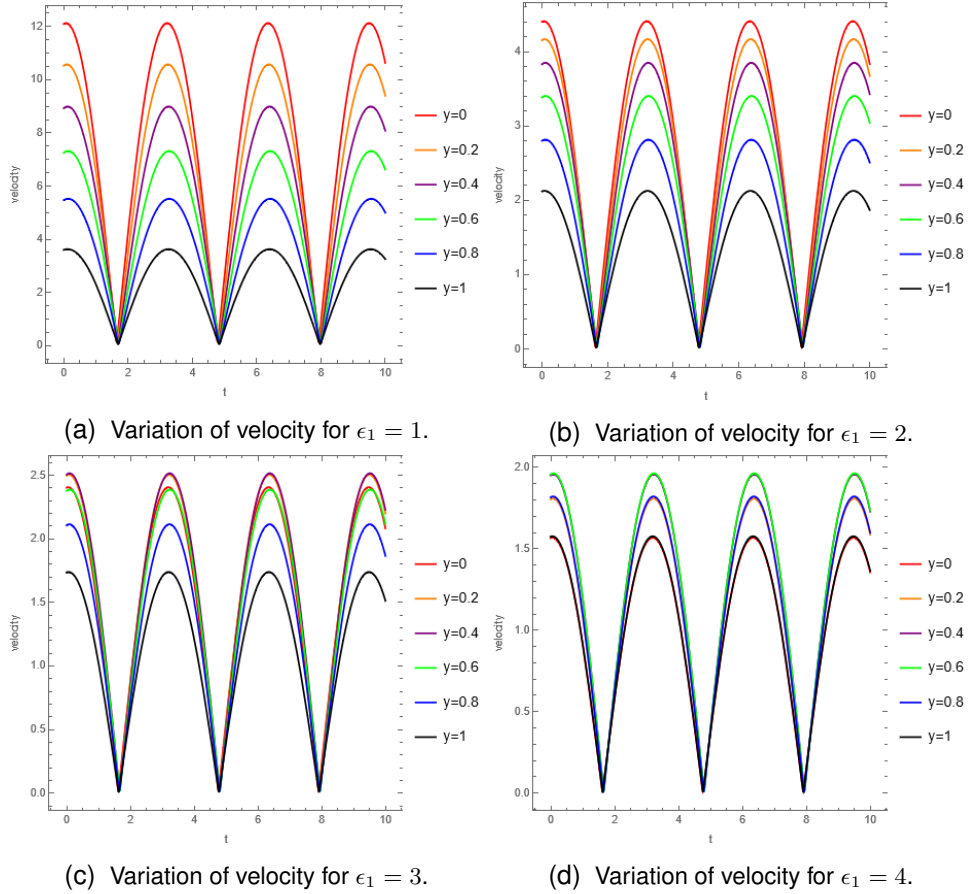 12
10
8
6
4
2
0
velocity
0
2
4
6
8
10
t
y=0
y=0.2
y=0.4
y=0.6
y=0.8
y=1
(a) Variation of velocity for ϵ₁ = 1.
4
3
2
1
0
velocity
0
2
4
6
8
10
t
y=0
y=0.2
y=0.4
y=0.6
y=0.8
y=1
(b) Variation of velocity for ϵ₁ = 2.
2.5
2.0
1.5
1.0
0.5
0.0
velocity
0
2
4
6
8
10
t
y=0
y=0.2
y=0.4
y=0.6
y=0.8
y=1
(c) Variation of velocity for ϵ₁ = 3.
2.0
1.5
1.0
0.5
0.0
velocity
0
2
4
6
8
10
t
y=0
y=0.2
y=0.4
y=0.6
y=0.8
y=1
(d) Variation of velocity for ϵ₁ = 4.